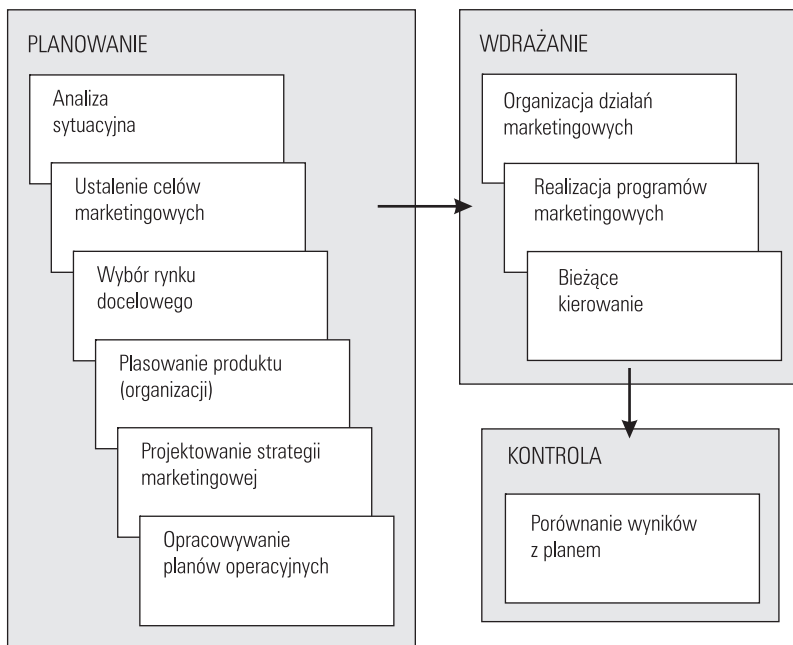 PLANOWANIE
Analiza
sytuacyjna
Ustalenie celów
marketingowych
Wybór rynku
docelowego
Plasowanie produktu
(organizacji)
Projektowanie strategii
marketingowej
Opracowywanie
planów operacyjnych
WDRAŻANIE
Organizacja działań
marketingowych
Realizacja programów
marketingowych
Bieżące
kierowanie
KONTROLA
Porównanie wyników
z planem